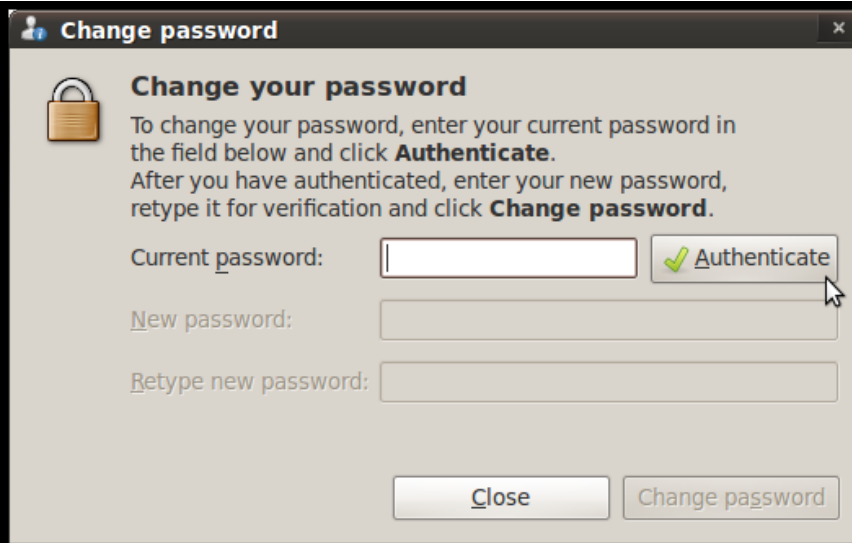 Change password
Change your password
To change your password, enter your current password in
the field below and click Authenticate.
After you have authenticated, enter your new password,
retype it for verification and click Change password.
Current password:
Authenticate
New password:
Retype new password:
Close
Change password